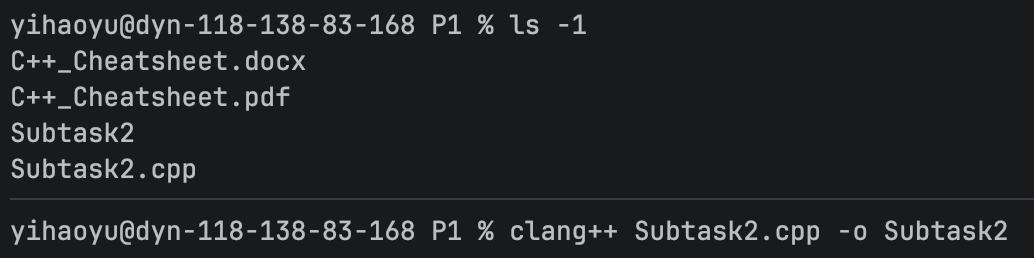 yihaoyu@dyn-118-138-83-168 P1 % ls -1
C++_Cheatsheet.docx
C++_Cheatsheet.pdf
Subtask2
Subtask2.cpp
yihaoyu@dyn-118-138-83-168 P1 % clang++ Subtask2.cpp -o Subtask2